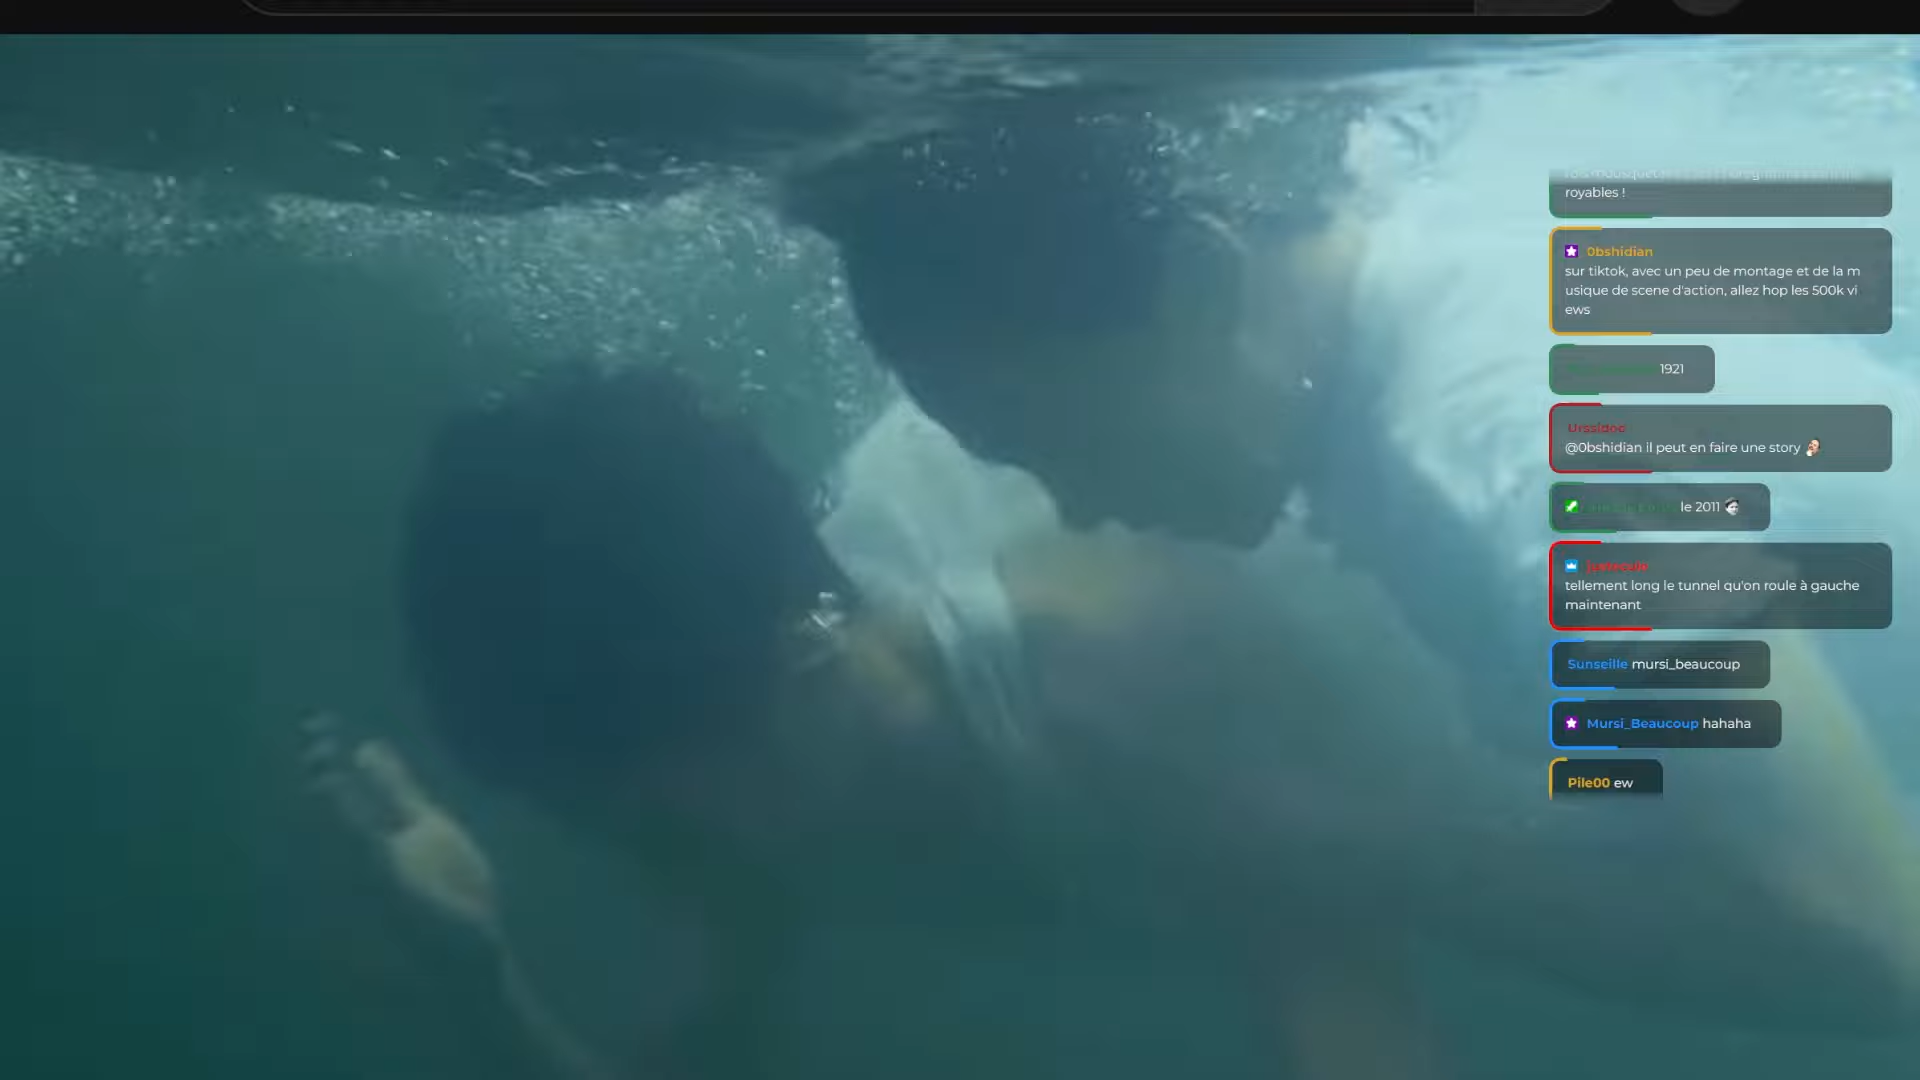 royables !
0bshidian
sur tiktok, avec un peu de montage et de la m
usique de scene d'action, allez hop les 500k vi
ews
1921
Urssidoc
@0bshidian il peut en faire une story
le 2011
tellement long le tunnel qu'on roule à gauche
maintenant
Sunseille mursi_beaucoup
Mursi_Beaucoup hahaha
Pile00 ew